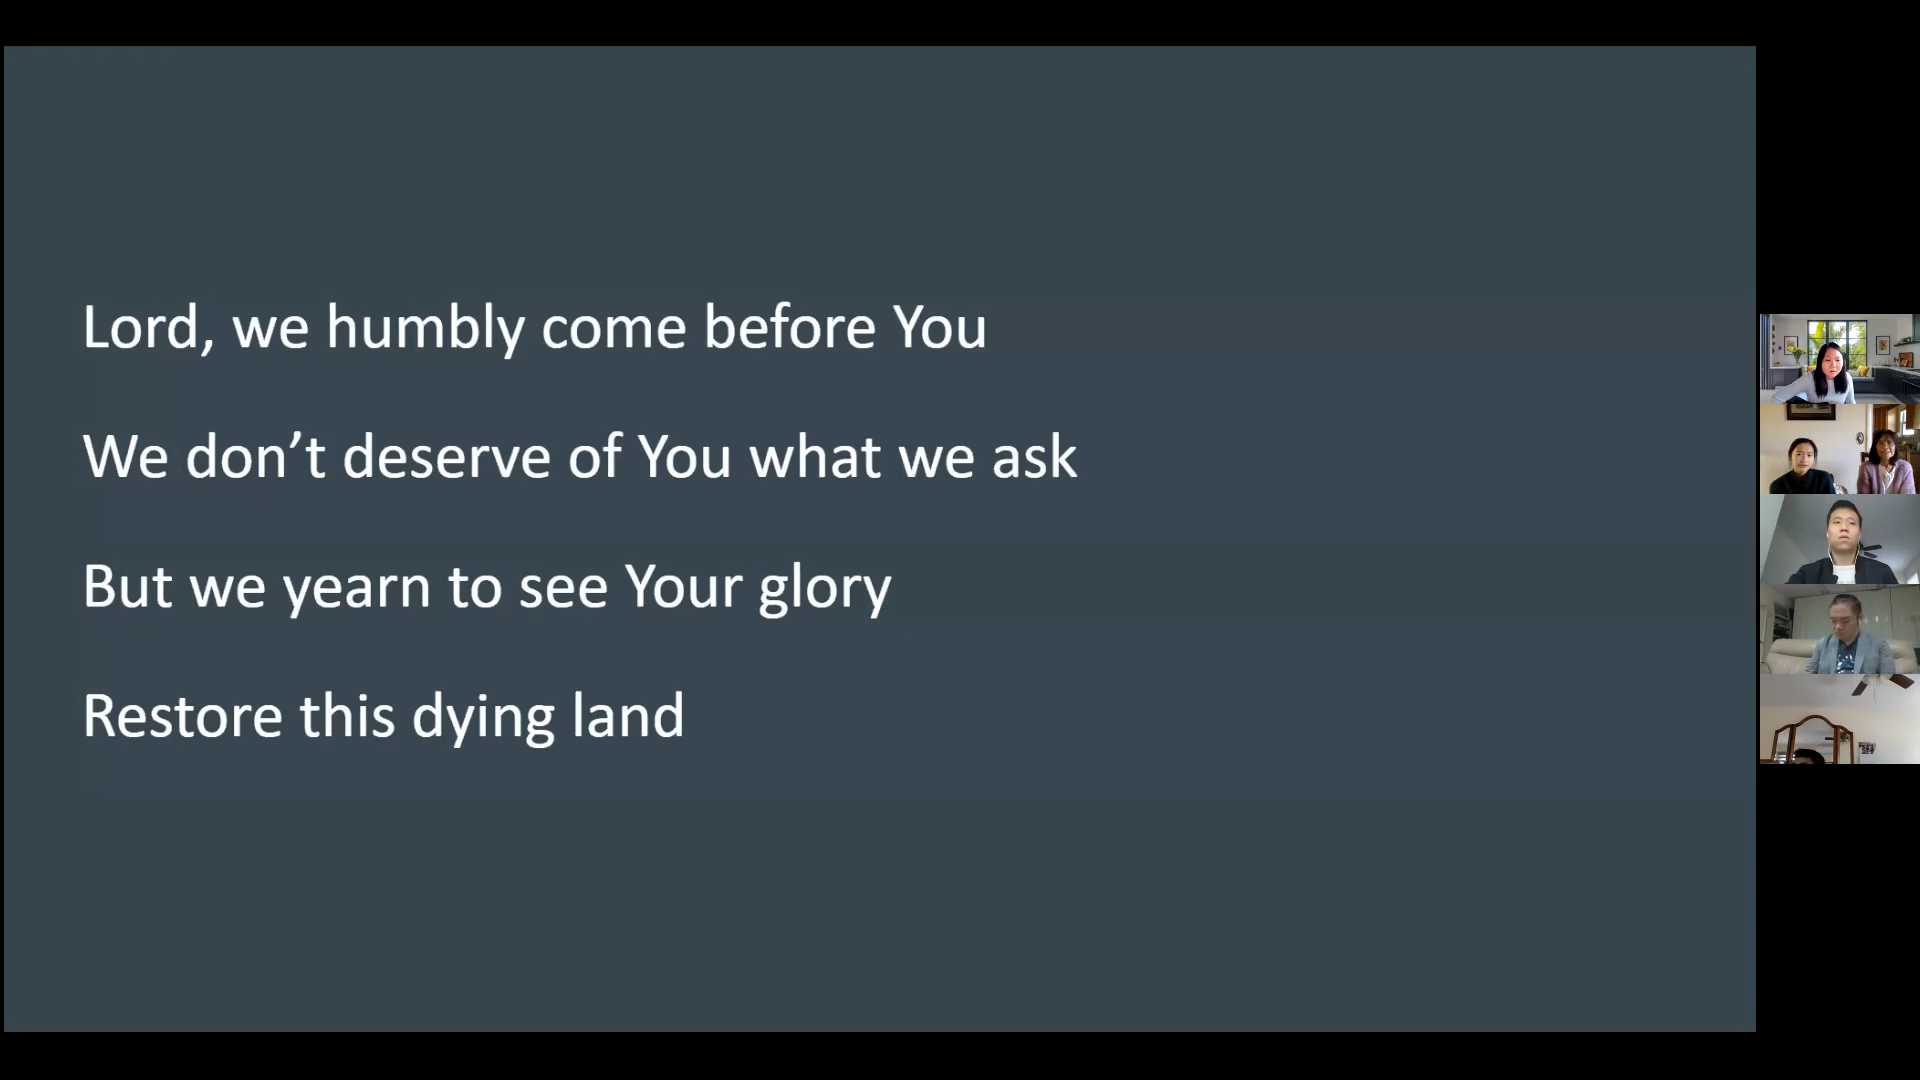 Lord, we humbly come before You
We don’t deserve of You what we ask
But we yearn to see Your glory
Restore this dying land